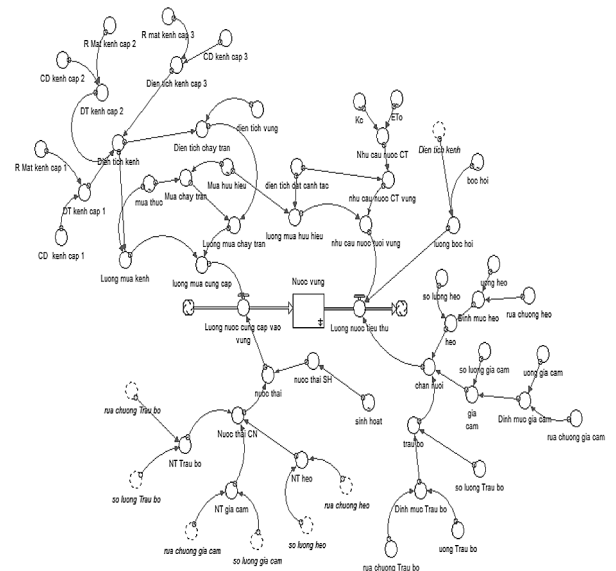 R mat kenh cap 3
R Mat kenh cap 2
CD kenh cap 3
CD kenh cap 2
Dien tich kenh cap 3
DT kenh cap 2
Kc
ETo
dien tich vung
Dien tich kenh
Dien tich chay tran
Nhu cau nuoc CT
Dien tich kenh
boc hoi
R Mat kenh cap 1
Mua huu hieu
mua thuc
Mua chay tran
dien tich dat canh tac
nhu cau nuoc CT vung
DT kenh cap 1
CD kenh cap 1
Luong mua chay tran
luong mua huu hieu
nhu cau nuoc tuoi vung
luong boc hoi
Luong mua kenh
luong mua cung cap
Nuoc vung
uong heo
so luong heo
Dinh muc heo
rua chuong heo
Luong nuoc cung cap vao
vung
Luong nuoc tieu thu
heo
so luong gia cam
uong gia cam
nuoc thai
nuoc thai SH
chan nuoi
gia
cam
Dinh muc gia cam
rua chuong gia cam
rua chuong Trau bo
Nuoc thai CN
sinh hoat
trau bo
NT Trau bo
NT heo
so luong Trau bo
so luong Trau bo
NT gia cam
rua chuong heo
Dinh muc Trau bo
rua chuong gia cam
so luong gia cam
so luong heo
uong Trau bo
rua chuong Trau bo